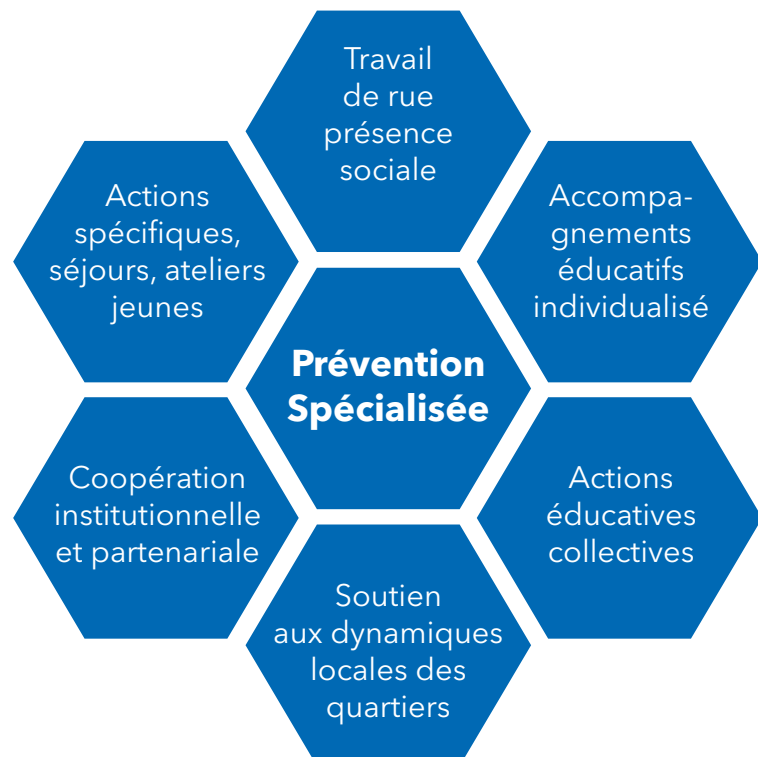 Travail
de rue
présence
sociale
Accompa-
gnements
éducatifs
individualisé
Actions
éducatives
collectives
Soutien
aux dynamiques
locales des
quartiers
Coopération
institutionnelle
et partenariale
Actions
spécifiques,
séjours, ateliers
jeunes
Prévention
Spécialisée